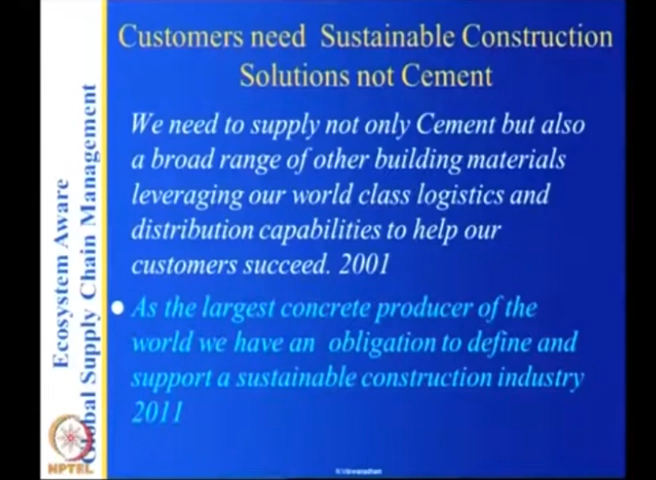 Customers need Sustainable Construction
Solutions not Cement
We need to supply not only Cement but also
a broad range of other building materials
leveraging our world class logistics and
distribution capabilities to help our
customers succeed. 2001
As the largest concrete producer of the
world we have an obligation to define and
support a sustainable construction industry
2011
Ecosystem Aware
Global Supply Chain Management
NPTEL
N.Viswanadham